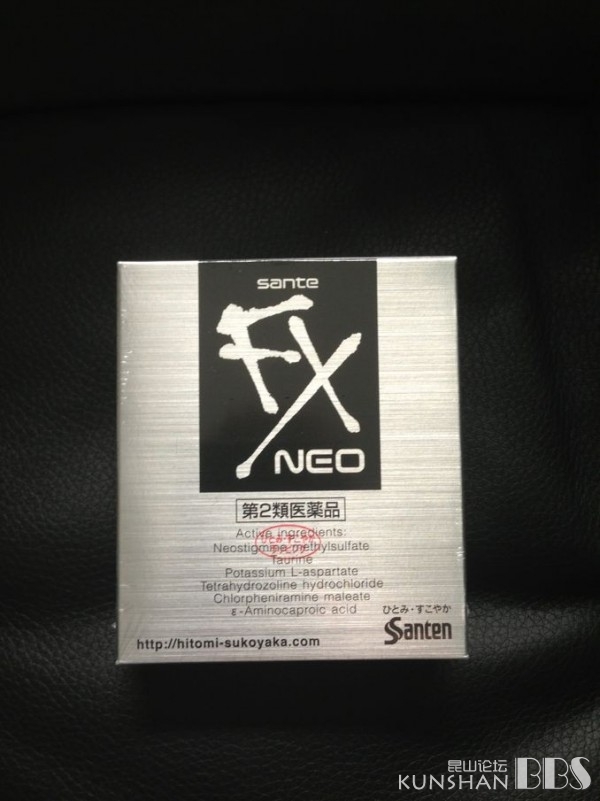 sante
FX
NEO
第2類医薬品
Active ingredients:
Neostigmine methylsulfate
Taurine
Potassium L-aspartate
Tetrahydrozoline hydrochloride
Chlorpheniramine maleate
ε-Aminocaproic acid
ひとみ・すこやか
Santen
http://hitomi-sukoyaka.com
昆山论坛
KUNSHAN BBS